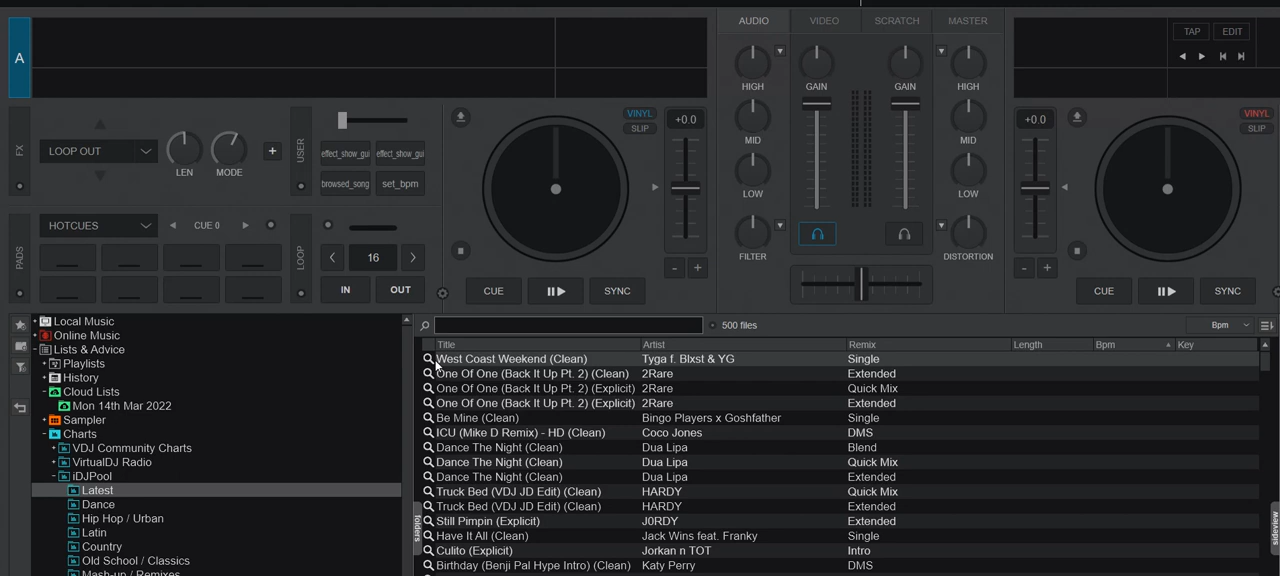 AUDIO VIDEO SCRATCH MASTER
TAP EDIT
A
HIGH GAIN GAIN HIGH
VINYL +0.0 +0.0 VINYL
SLIP SLIP
FX LOOP OUT LEN MODE + USER
effect_show_gui effect_show_gui
browsed_song set_bpm
MID MID
LOW LOW
PADS HOTCUES CUE 0 LOOP 16
IN OUT
FILTER DISTORTION
- + - +
CUE SYNC CUE SYNC
Local Music
Online Music
Lists & Advice
Playlists
History
Cloud Lists
Mon 14th Mar 2022
Sampler
Charts
VDJ Community Charts
VirtualDJ Radio
iDJPool
Latest
Dance
Hip Hop / Urban
Latin
Country
Old School / Classics
Mash-up / Remixes
folders
500 files Bpm
Title Artist Remix Length Bpm Key
West Coast Weekend (Clean) Tyga f. Blxst & YG Single
One Of One (Back It Up Pt. 2) (Clean) 2Rare Extended
One Of One (Back It Up Pt. 2) (Explicit) 2Rare Quick Mix
One Of One (Back It Up Pt. 2) (Explicit) 2Rare Extended
Be Mine (Clean) Bingo Players x Goshfather Single
ICU (Mike D Remix) - HD (Clean) Coco Jones DMS
Dance The Night (Clean) Dua Lipa Blend
Dance The Night (Clean) Dua Lipa Quick Mix
Dance The Night (Clean) Dua Lipa Extended
Truck Bed (VDJ JD Edit) (Clean) HARDY Quick Mix
Truck Bed (VDJ JD Edit) (Clean) HARDY Extended
Still Pimpin (Explicit) J0RDY Extended
Have It All (Clean) Jack Wins feat. Franky Single
Culito (Explicit) Jorkan n TOT Intro
Birthday (Benji Pal Hype Intro) (Clean) Katy Perry DMS
sideview